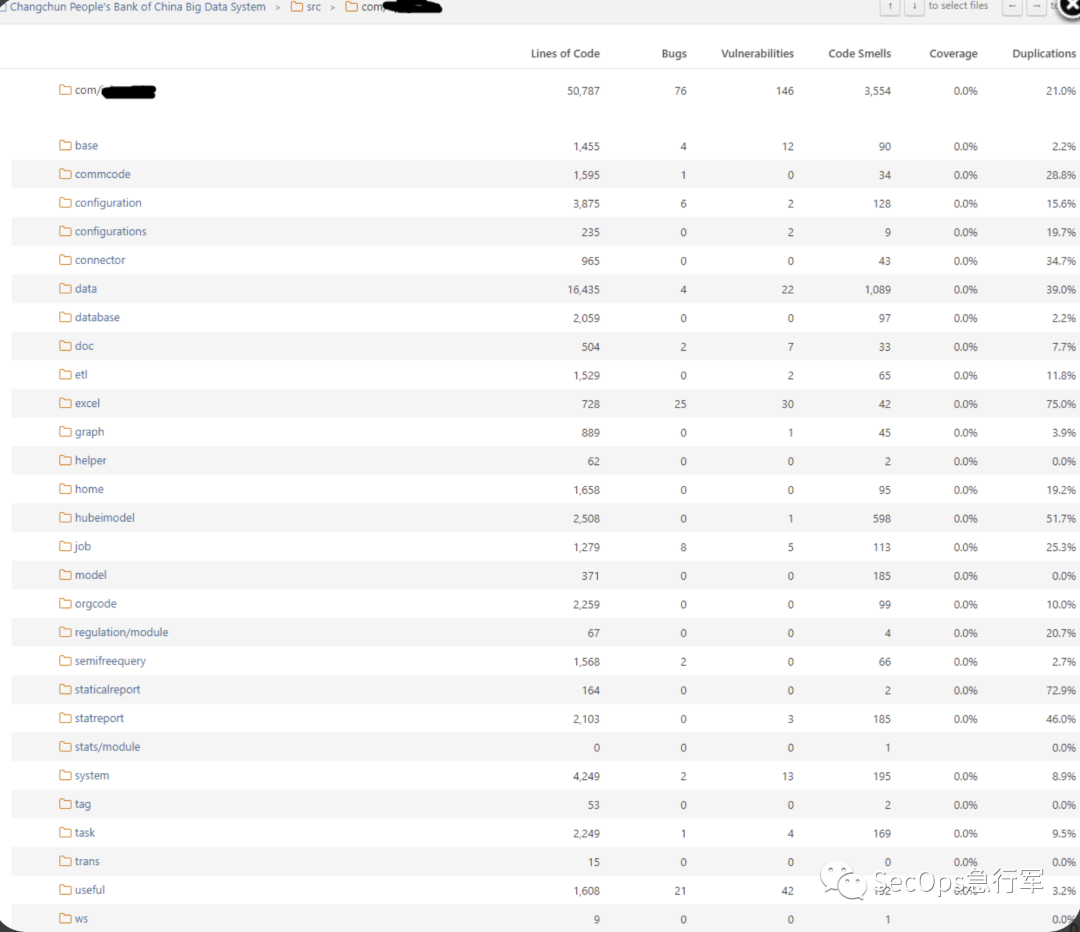 Changchun People's Bank of China Big Data System > src > com/
↑ ↓ to select files ← → to
Lines of Code Bugs Vulnerabilities Code Smells Coverage Duplications
com/ 50,787 76 146 3,554 0.0% 21.0%
base 1,455 4 12 90 0.0% 2.2%
commcode 1,595 1 0 34 0.0% 28.8%
configuration 3,875 6 2 128 0.0% 15.6%
configurations 235 0 2 9 0.0% 19.7%
connector 965 0 0 43 0.0% 34.7%
data 16,435 4 22 1,089 0.0% 39.0%
database 2,059 0 0 97 0.0% 2.2%
doc 504 2 7 33 0.0% 7.7%
etl 1,529 0 2 65 0.0% 11.8%
excel 728 25 30 42 0.0% 75.0%
graph 889 0 1 45 0.0% 3.9%
helper 62 0 0 2 0.0% 0.0%
home 1,658 0 0 95 0.0% 19.2%
hubeimodel 2,508 0 1 598 0.0% 51.7%
job 1,279 8 5 113 0.0% 25.3%
model 371 0 0 185 0.0% 0.0%
orgcode 2,259 0 0 99 0.0% 10.0%
regulation/module 67 0 0 4 0.0% 20.7%
semifreequery 1,568 2 0 66 0.0% 2.7%
staticalreport 164 0 0 2 0.0% 72.9%
statreport 2,103 0 3 185 0.0% 46.0%
stats/module 0 0 0 1 0.0%
system 4,249 2 13 195 0.0% 8.9%
tag 53 0 0 2 0.0% 0.0%
task 2,249 1 4 169 0.0% 9.5%
trans 15 0 0 0 0.0% 0.0%
useful 1,608 21 42 0.0% 3.2%
ws 9 0 0 1 0.0% 0.0%
SecOps急行军